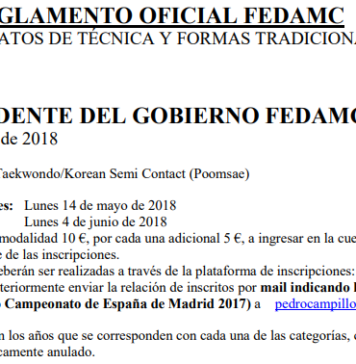 GLAMENTO OFICIAL FEDAMC
ATOS DE TÉCNICA Y FORMAS TRADICION
DENTE DEL GOBIERNO FEDAMC
de 2018
Taekwondo/Korean Semi Contact (Poomsae)
es: Lunes 14 de mayo de 2018
Lunes 4 de junio de 2018
modalidad 10 €, por cada una adicional 5 €, a ingresar en la cue
e de las inscripciones.
eberán ser realizadas a través de la plataforma de inscripciones:
teriormente enviar la relación de inscritos por mail indicando l
Campeonato de España de Madrid 2017) a pedrocampillo
n los años que se corresponden con cada una de las categorías,
camente anulado.